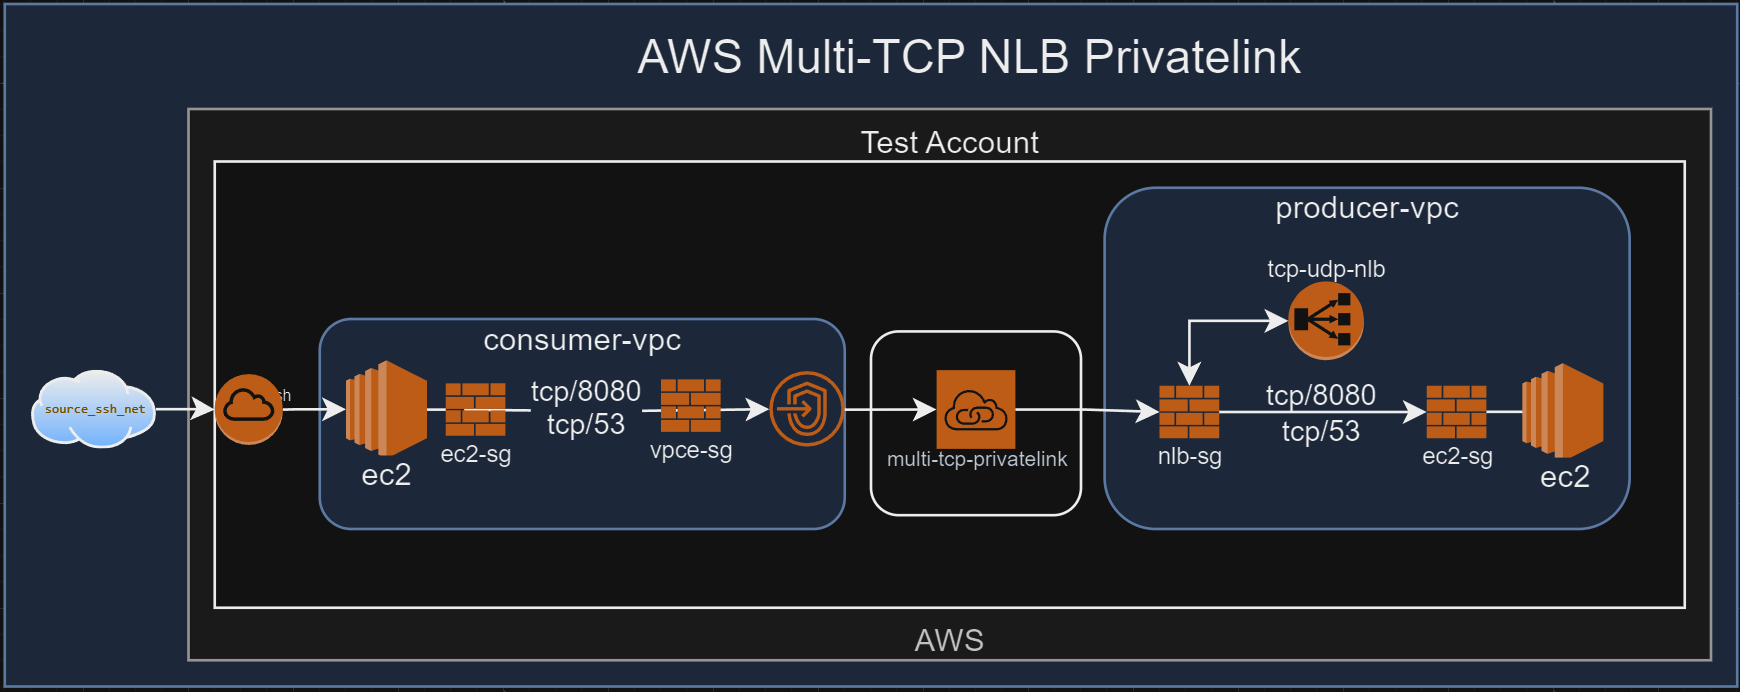 AWS Multi-TCP NLB Privatelink
Test Account
producer-vpc
tcp-udp-nlb
consumer-vpc
source_ssh_net
tcp/8080
tcp/53
ec2
ec2-sg
vpce-sg
multi-tcp-privatelink
tcp/8080
tcp/53
nlb-sg
ec2-sg
ec2
AWS